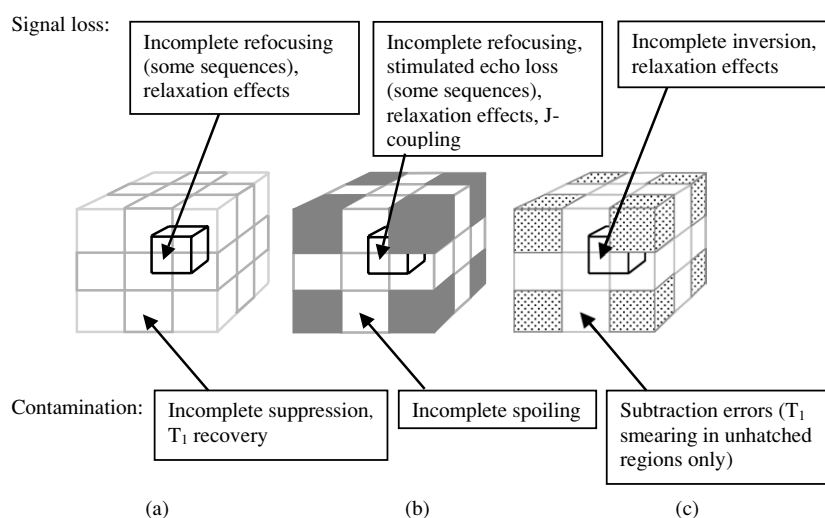 Signal loss:
Incomplete refocusing
(some sequences),
relaxation effects
Incomplete refocusing,
stimulated echo loss
(some sequences),
relaxation effects, J-
coupling
Incomplete inversion,
relaxation effects
Contamination:
Incomplete suppression,
T₁ recovery
Incomplete spoiling
Subtraction errors (T₁
smearing in unhatched
regions only)
(a)
(b)
(c)